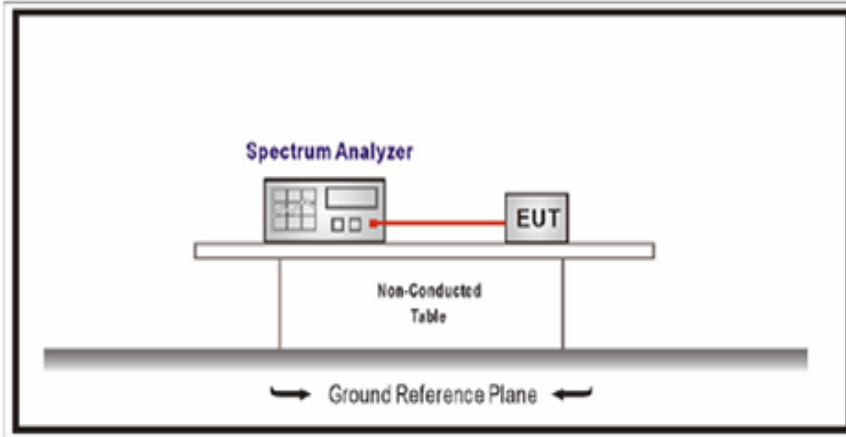 Spectrum Analyzer
EUT
Non-Conducted
Table
Ground Reference Plane